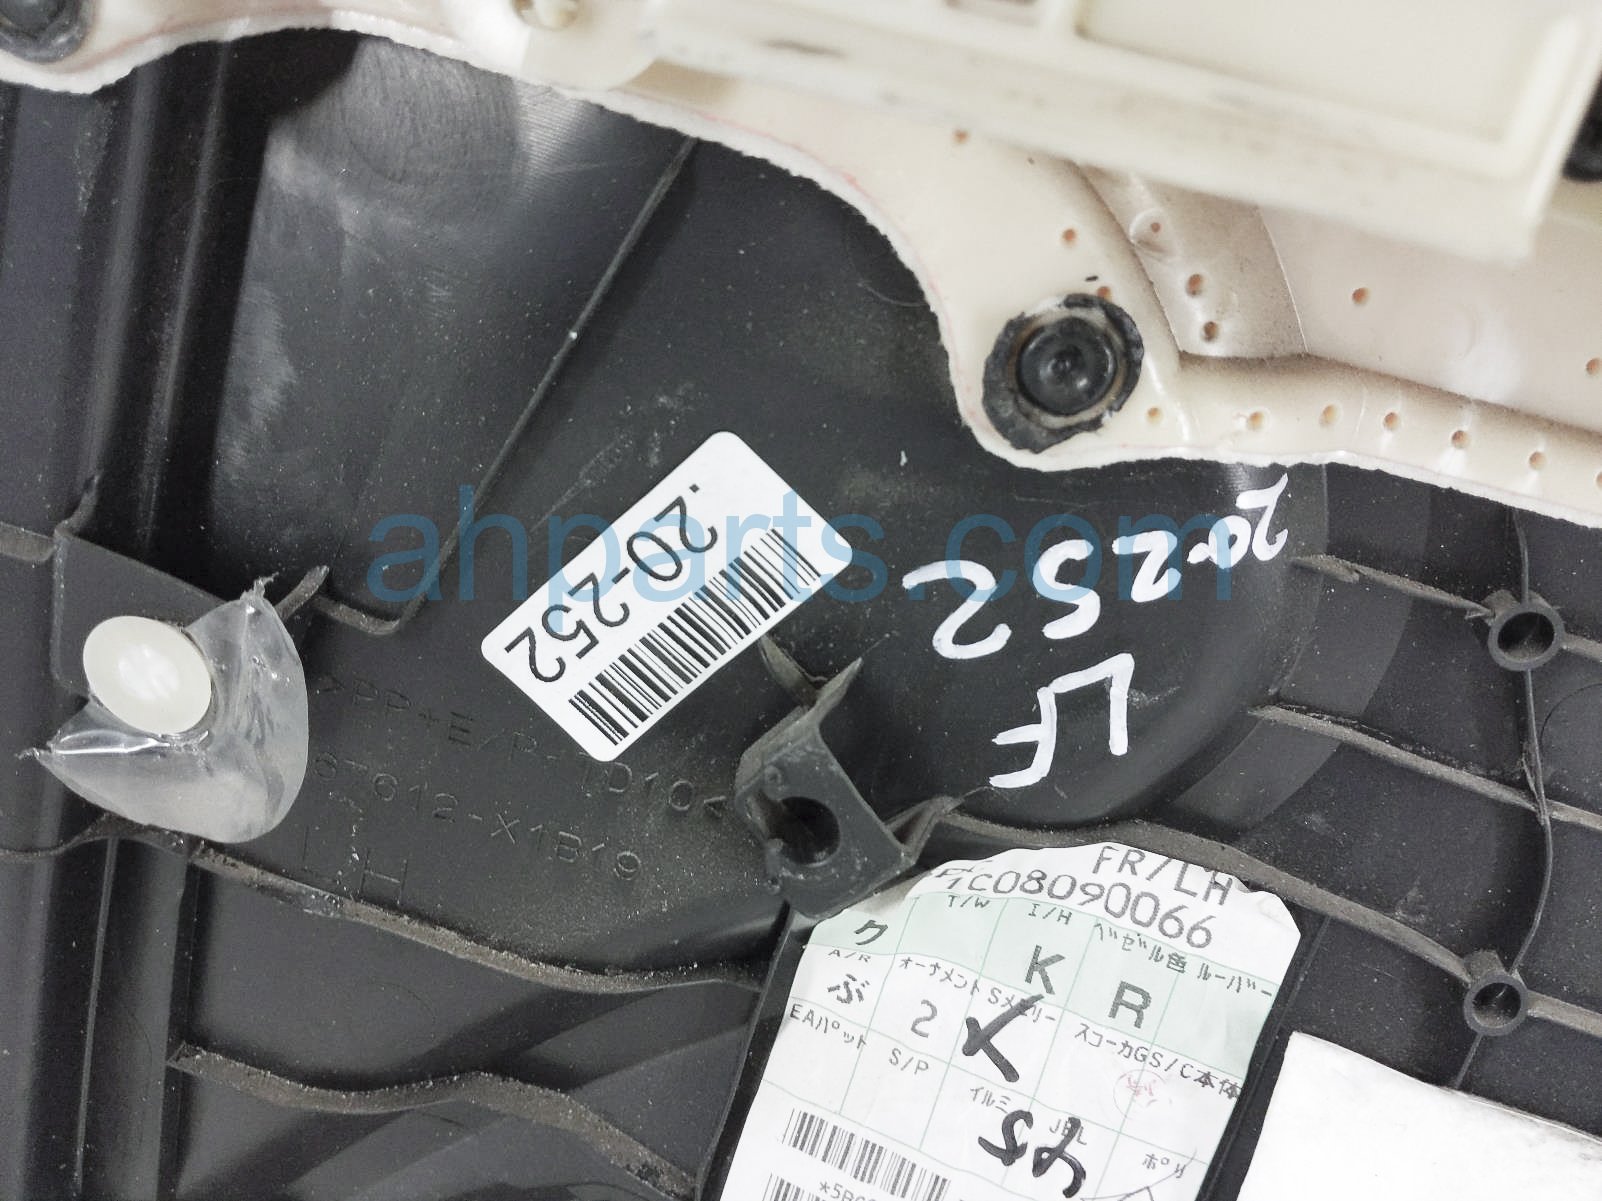 ahparts.com
.20-252
20-252
252
LF
>PP+E/P-TD10<
67612-X1B19
LH
FR/LH
C08090066
T/W I/H ベゼル色 ルーバー
ク K R
A/R オーナメント Sメモリー スコーカGS/C本体
ぶ 2
EAパット S/P イルミ JBL ポリ